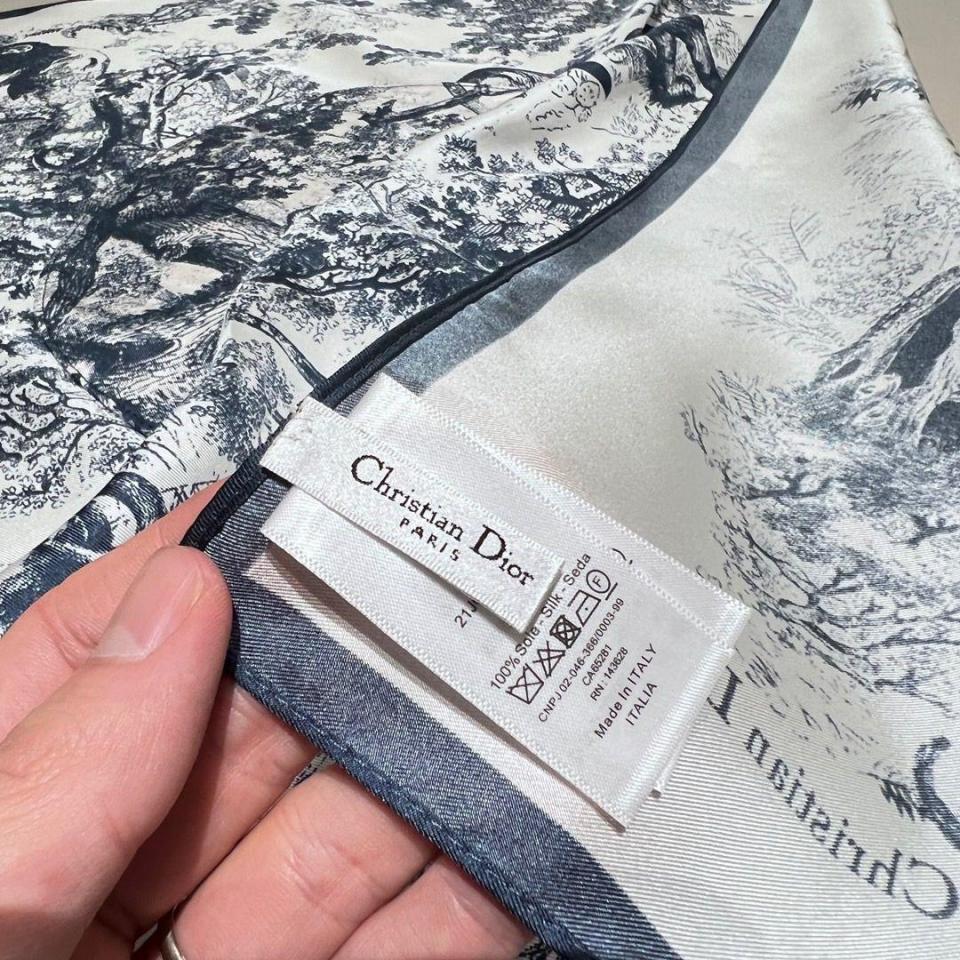 Christian Dior
PARIS
21
100% Soie - Silk - Seda
F
CNPJ 02-046-366/0003-99
CA65281
RN: 143628
Made In ITALY
ITALIA
Christian